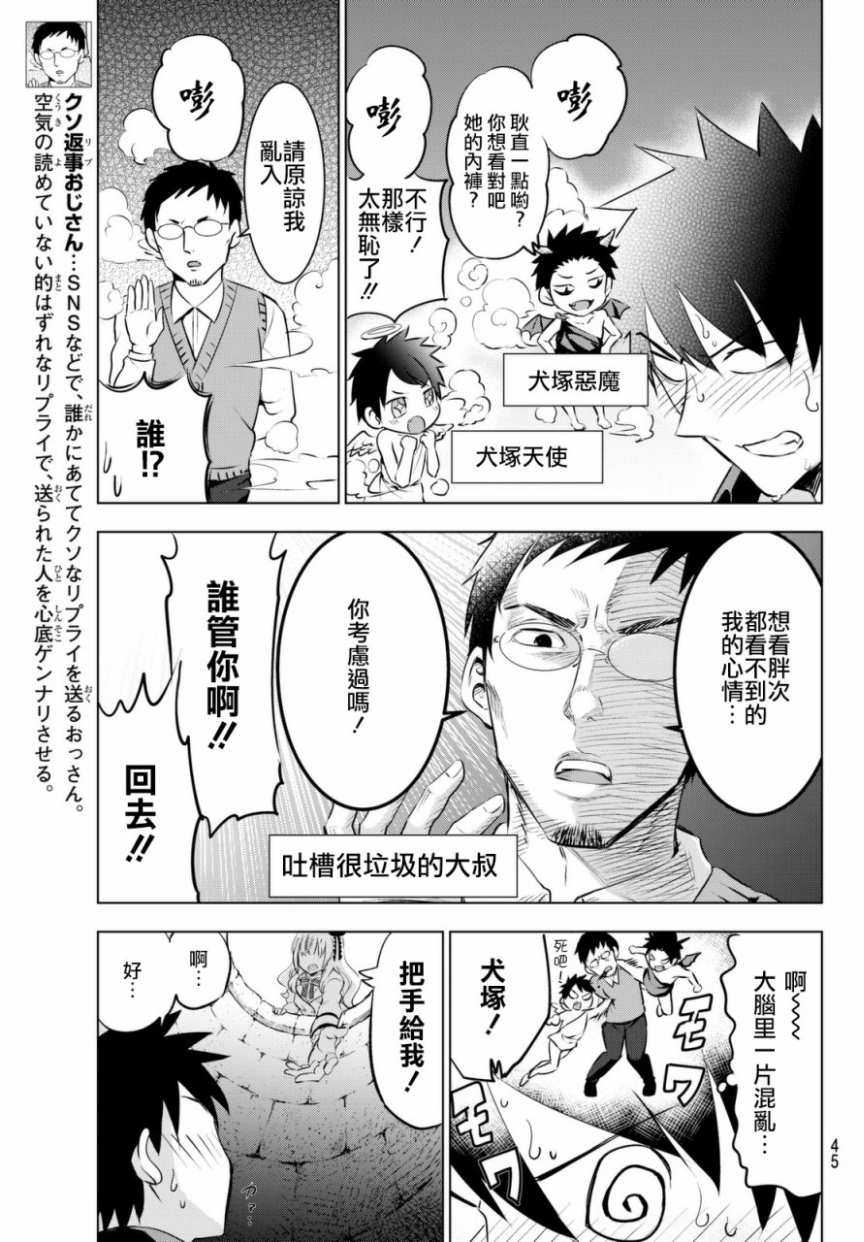 嘭
耿直一點喲？
你想看對吧
她的內褲？
嘭
不行！
那樣
太無恥了!!
犬塚惡魔
犬塚天使
嘭
請原諒我
亂入
誰!?
クソ返事おじさん…SNSなどで、誰かにあててクソなリプライを送るおっさん。
空気の読めていない的はずれなリプライで、送られた人を心底ゲンナリさせる。
想看胖次
都看不到的
我的心情…
你考慮過嗎！
誰管你啊!!
回去!!
吐槽很垃圾的大叔
啊〜〜
大腦里一片混亂…
死吧！
モワ
モワ
犬塚！
把手給我！
啊…
好…
カァ…
45